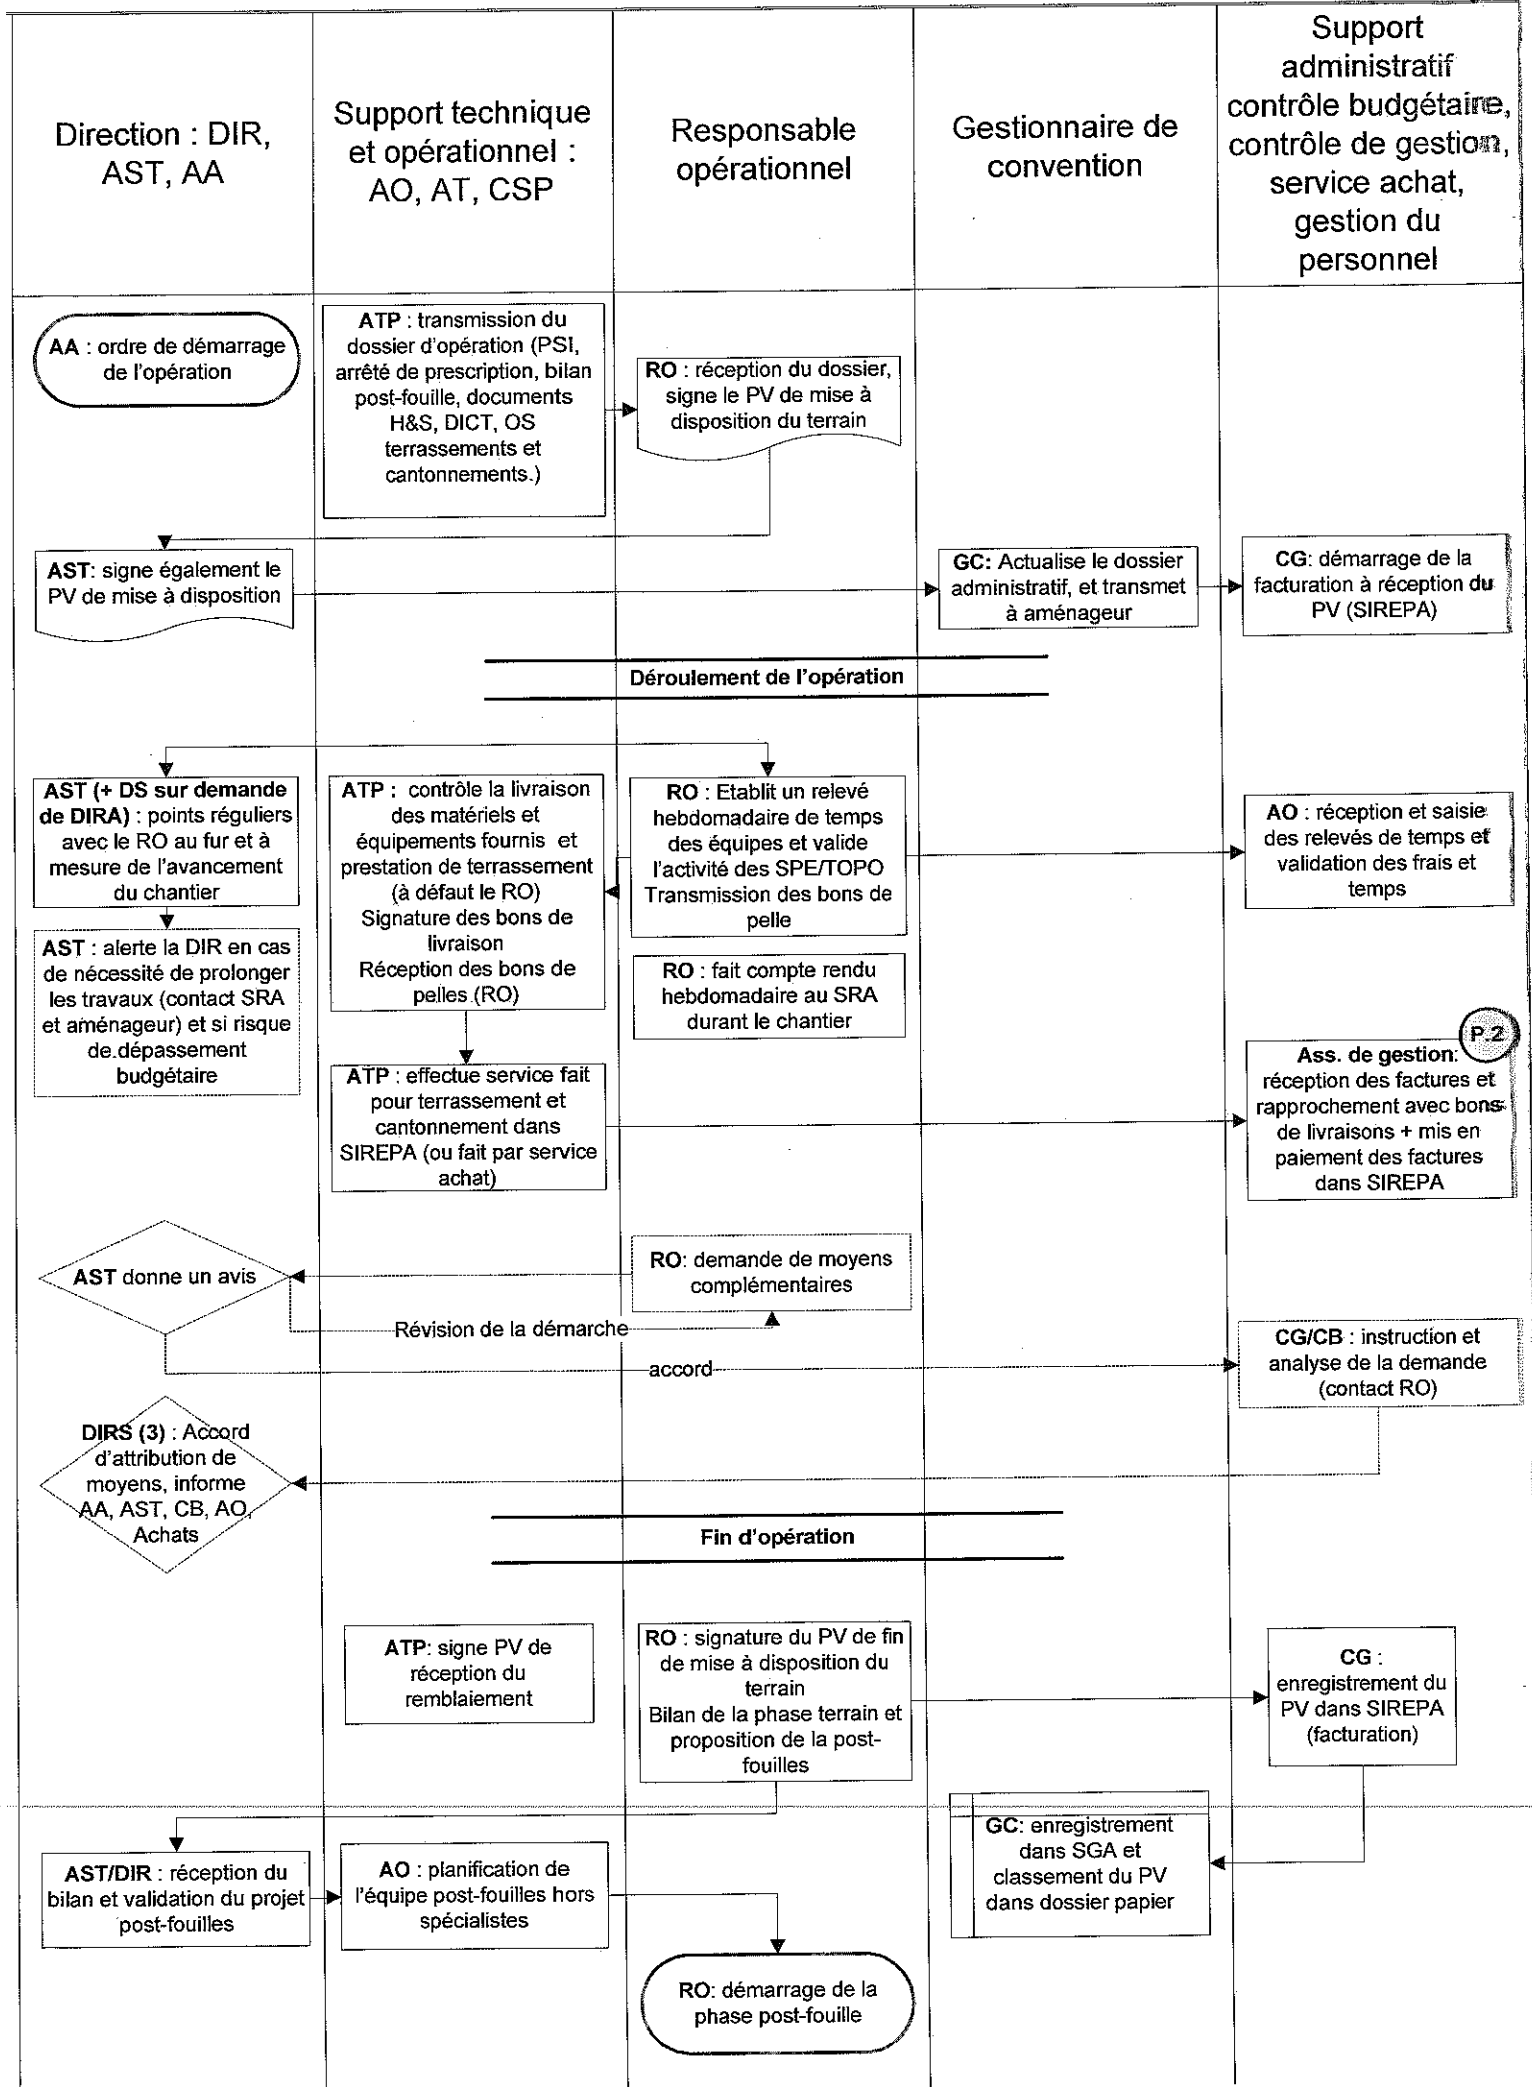 Direction : DIR,
AST, AA
Support technique
et opérationnel :
AO, AT, CSP
Responsable
opérationnel
Gestionnaire de
convention
Support
administratif
contrôle budgétaire,
contrôle de gestion,
service achat,
gestion du
personnel
AA : ordre de démarrage
de l'opération
ATP : transmission du
dossier d'opération (PSI,
arrêté de prescription, bilan
post-fouille, documents
H&S, DICT, OS
terrassements et
cantonnements.)
RO : réception du dossier,
signe le PV de mise à
disposition du terrain
AST: signe également le
PV de mise à disposition
GC: Actualise le dossier
administratif, et transmet
à aménageur
CG: démarrage de la
facturation à réception du
PV (SIREPA)
Déroulement de l'opération
AST (+ DS sur demande
de DIRA) : points réguliers
avec le RO au fur et à
mesure de l'avancement
du chantier
ATP : contrôle la livraison
des matériels et
équipements fournis et
prestation de terrassement
(à défaut le RO)
Signature des bons de
livraison
Réception des bons de
pelles (RO)
RO : Etablit un relevé
hebdomadaire de temps
des équipes et valide
l'activité des SPE/TOPO
Transmission des bons de
pelle
AO : réception et saisie
des relevés de temps et
validation des frais et
temps
AST : alerte la DIR en cas
de nécessité de prolonger
les travaux (contact SRA
et aménageur) et si risque
de dépassement
budgétaire
RO : fait compte rendu
hebdomadaire au SRA
durant le chantier
P.2
ATP : effectue service fait
pour terrassement et
cantonnement dans
SIREPA (ou fait par service
achat)
Ass. de gestion:
réception des factures et
rapprochement avec bons
de livraisons + mis en
paiement des factures
dans SIREPA
AST donne un avis
RO: demande de moyens
complémentaires
Révision de la démarche
accord
CG/CB : instruction et
analyse de la demande
(contact RO)
DIRS (3) : Accord
d'attribution de
moyens, informe
AA, AST, CB, AO,
Achats
Fin d'opération
ATP: signe PV de
réception du
remblaiement
RO : signature du PV de fin
de mise à disposition du
terrain
Bilan de la phase terrain et
proposition de la post-
fouilles
CG :
enregistrement du
PV dans SIREPA
(facturation)
AST/DIR : réception du
bilan et validation du projet
post-fouilles
AO : planification de
l'équipe post-fouilles hors
spécialistes
GC: enregistrement
dans SGA et
classement du PV
dans dossier papier
RO: démarrage de la
phase post-fouille